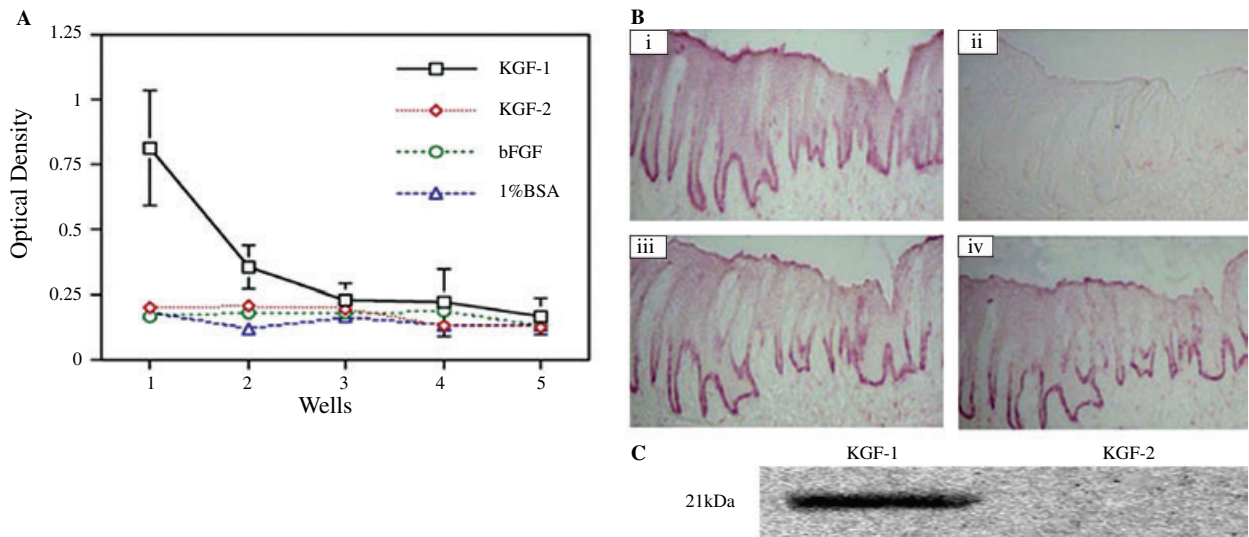 A
1.25
1
0.75
0.5
0.25
0
Optical Density
1 2 3 4 5
Wells
KGF-1
KGF-2
bFGF
1%BSA
B
i
ii
iii
iv
C
KGF-1 KGF-2
21kDa